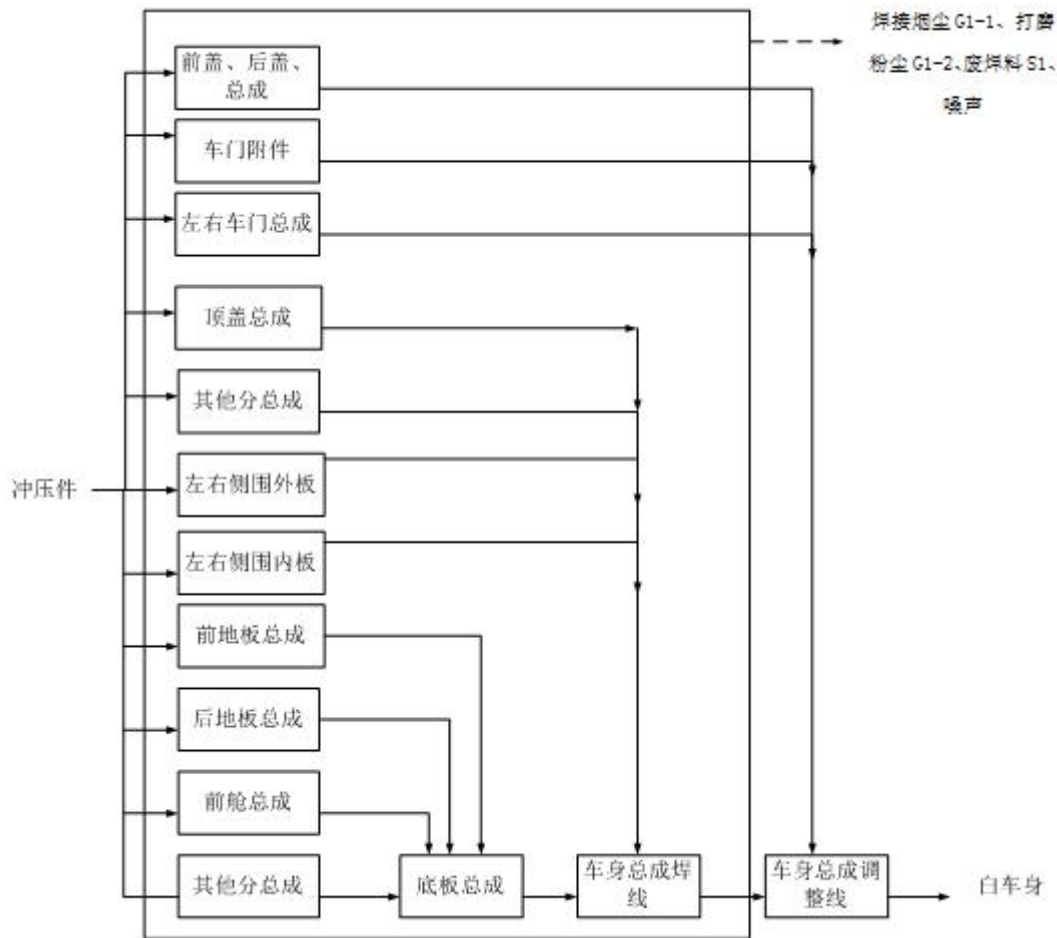 焊接烟尘 G1-1、打磨
粉尘 G1-2、废焊料 S1、
噪声
前盖、后盖、
总成
车门附件
左右车门总成
顶盖总成
其他分总成
冲压件
左右侧围外板
左右侧围内板
前地板总成
后地板总成
前舱总成
其他分总成
底板总成
车身总成焊
线
车身总成调
整线
白车身